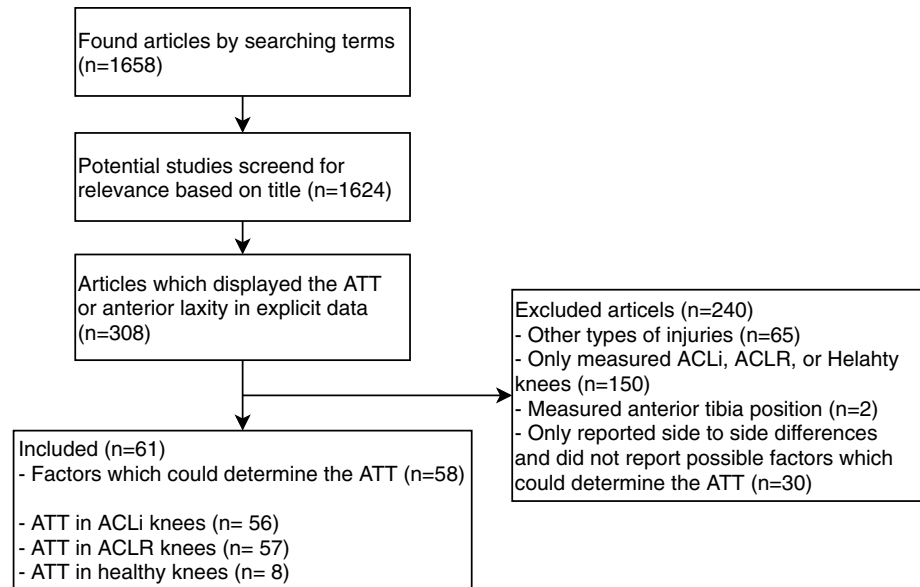 Found articles by searching terms
(n=1658)
Potential studies screend for
relevance based on title (n=1624)
Articles which displayed the ATT
or anterior laxity in explicit data
(n=308)
Excluded articels (n=240)
- Other types of injuries (n=65)
- Only measured ACLi, ACLR, or Helahty
knees (n=150)
- Measured anterior tibia position (n=2)
- Only reported side to side differences
and did not report possible factors which
could determine the ATT (n=30)
Included (n=61)
- Factors which could determine the ATT (n=58)
- ATT in ACLi knees (n= 56)
- ATT in ACLR knees (n= 57)
- ATT in healthy knees (n= 8)